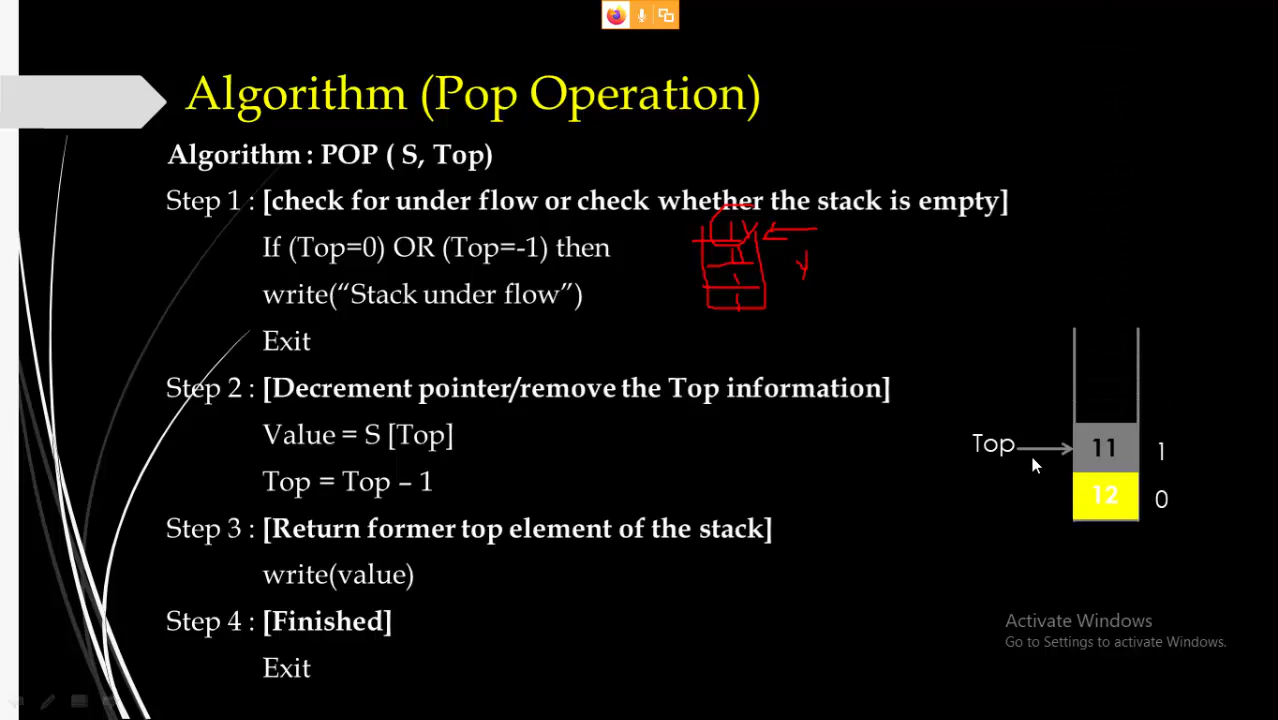 Algorithm (Pop Operation)
Algorithm : POP ( S, Top)
Step 1 : [check for under flow or check whether the stack is empty]
If (Top=0) OR (Top=-1) then
write(“Stack under flow”)
Exit
Step 2 : [Decrement pointer/remove the Top information]
Value = S [Top]
Top = Top – 1
Step 3 : [Return former top element of the stack]
write(value)
Step 4 : [Finished]
Exit
Top 11 1
12 0
Activate Windows
Go to Settings to activate Windows.